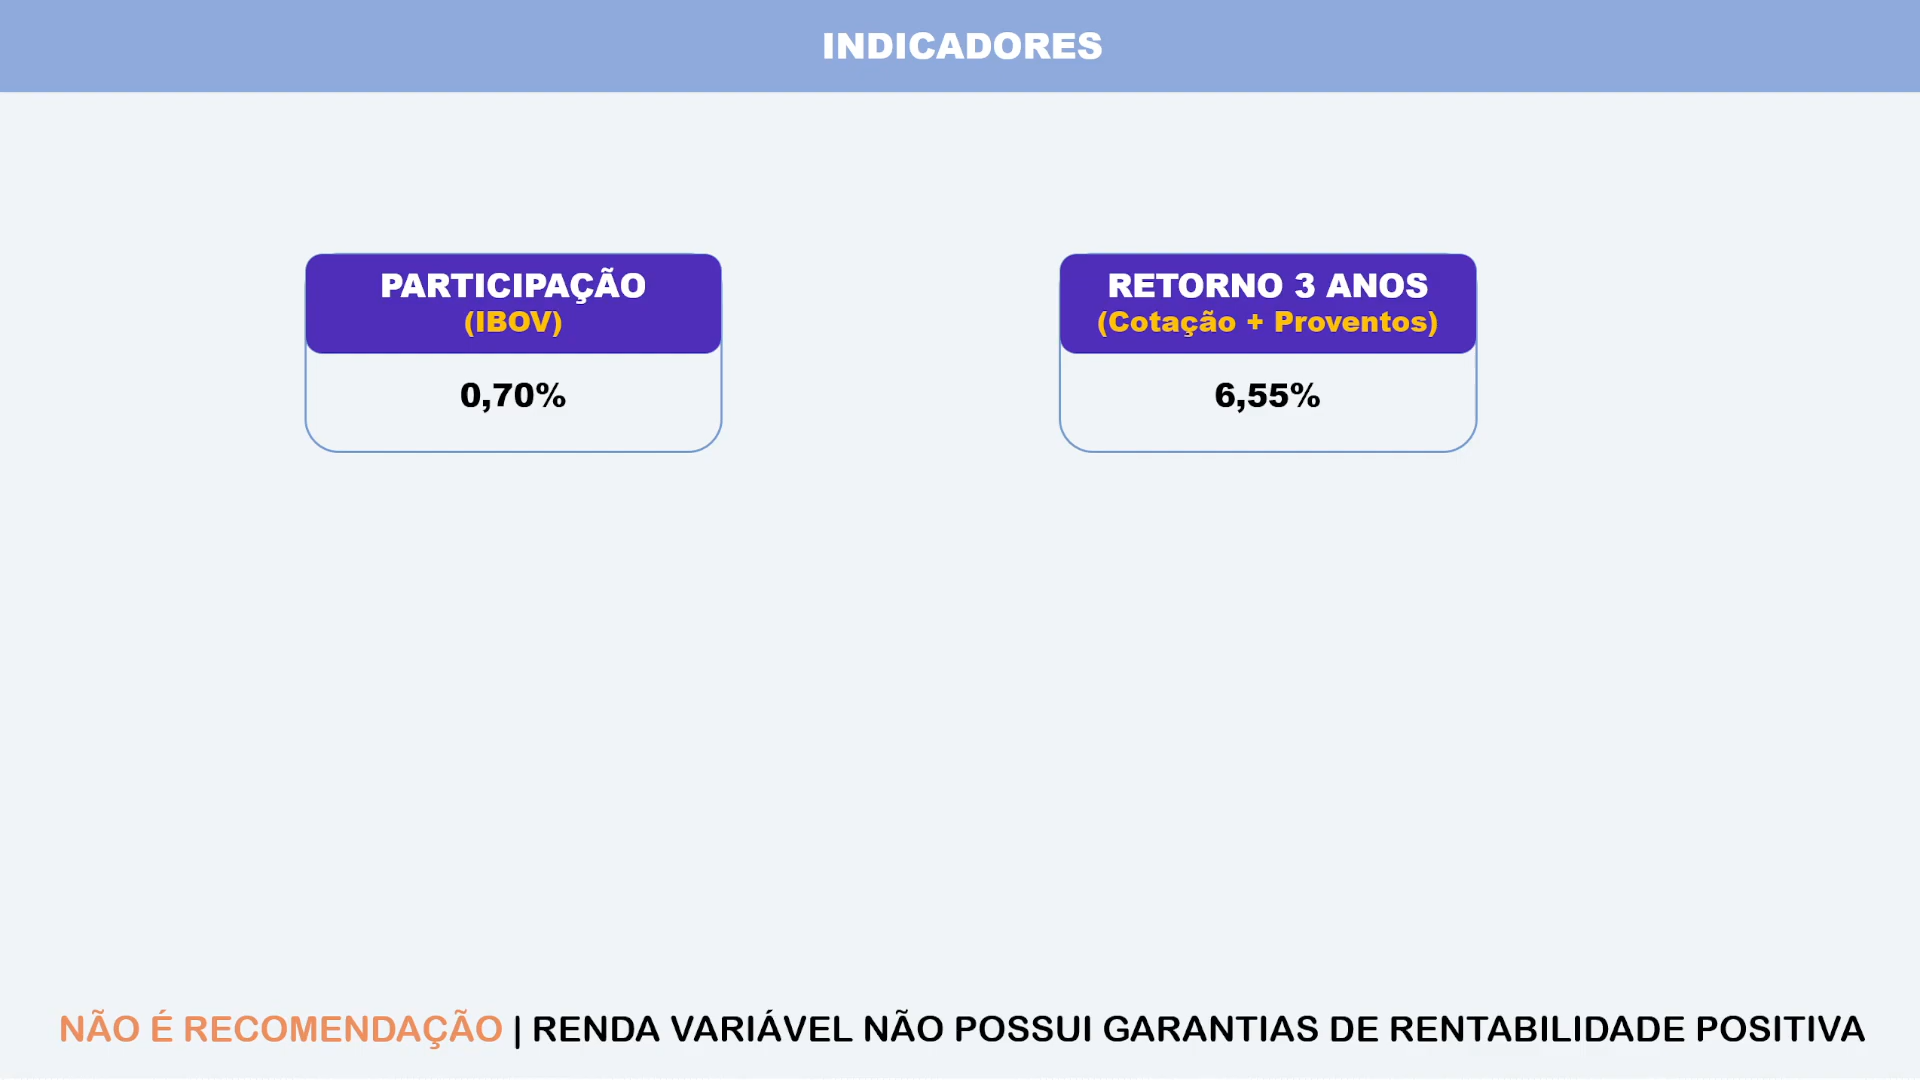 INDICADORES
PARTICIPAÇÃO
(IBOV)
0,70%
RETORNO 3 ANOS
(Cotação + Proventos)
6,55%
NÃO É RECOMENDAÇÃO | RENDA VARIÁVEL NÃO POSSUI GARANTIAS DE RENTABILIDADE POSITIVA